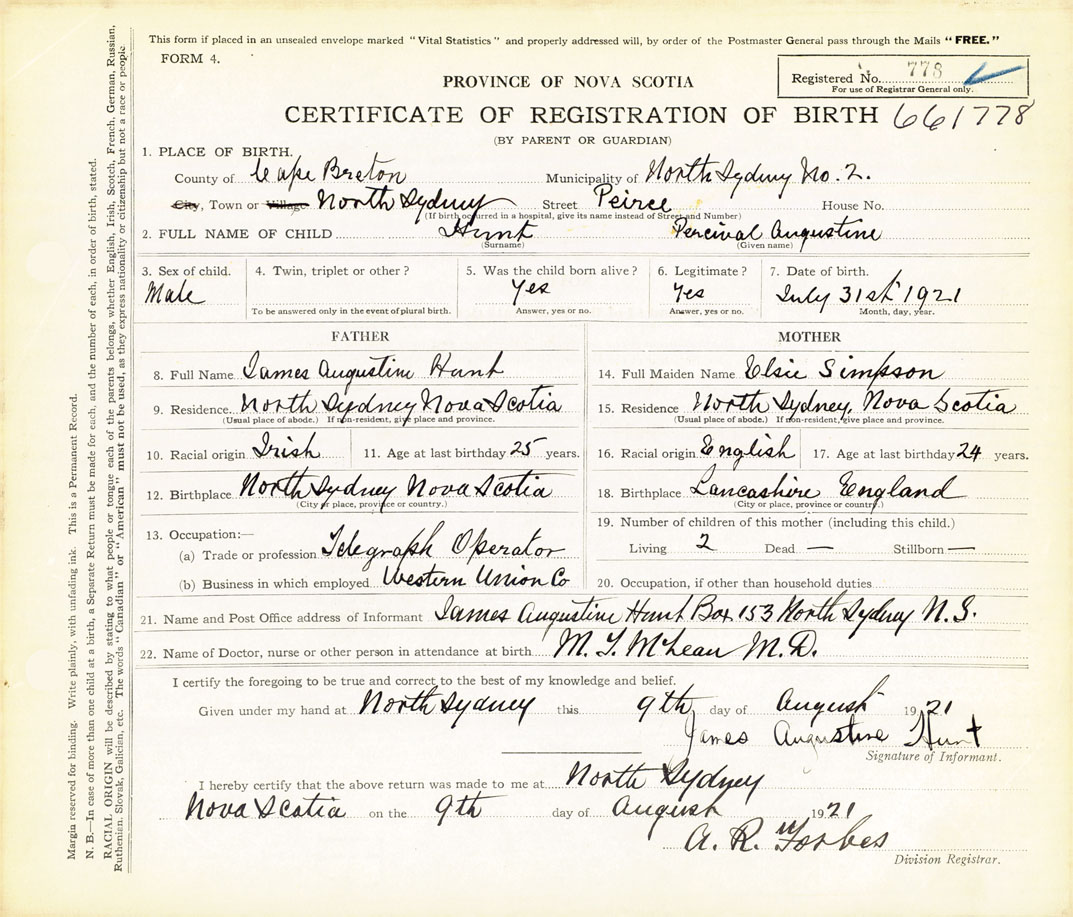 This form if placed in an unsealed envelope marked "Vital Statistics" and properly addressed will, by order of the Postmaster General pass through the Mails "FREE."
FORM 4.
Registered No. 778
For use of Registrar General only.
PROVINCE OF NOVA SCOTIA
CERTIFICATE OF REGISTRATION OF BIRTH 661778
(BY PARENT OR GUARDIAN)
1. PLACE OF BIRTH.
County of Cape Breton Municipality of North Sydney No. 2.
City, Town or Village North Sydney Street Peirce House No.
(If birth occurred in a hospital, give its name instead of Street and Number)
2. FULL NAME OF CHILD Hunt Percival Augustine
(Surname) (Given name)
3. Sex of child. 4. Twin, triplet or other? 5. Was the child born alive? 6. Legitimate? 7. Date of birth.
Male Yes Yes July 31st 1921
To be answered only in the event of plural birth. Answer, yes or no. Answer, yes or no. Month, day, year.
FATHER MOTHER
8. Full Name James Augustine Hunt 14. Full Maiden Name Elsie Simpson
9. Residence North Sydney Nova Scotia 15. Residence North Sydney, Nova Scotia
(Usual place of abode.) If non-resident, give place and province. (Usual place of abode.) If non-resident, give place and province.
10. Racial origin Irish 11. Age at last birthday 25 years. 16. Racial origin English 17. Age at last birthday 24 years.
12. Birthplace North Sydney Nova Scotia 18. Birthplace Lancashire England
(City or place, province or country.) (City or place, province or country.)
13. Occupation:— 19. Number of children of this mother (including this child.)
(a) Trade or profession Telegraph Operator Living 2 Dead — Stillborn —
(b) Business in which employed Western Union Co 20. Occupation, if other than household duties
21. Name and Post Office address of Informant James Augustine Hunt Box 153 North Sydney N.S.
22. Name of Doctor, nurse or other person in attendance at birth M. T. McLean M.D.
I certify the foregoing to be true and correct to the best of my knowledge and belief.
Given under my hand at North Sydney this 9th day of August 1921
James Augustine Hunt
Signature of Informant.
I hereby certify that the above return was made to me at North Sydney
Nova Scotia on the 9th day of August 1921
A. R. Forbes
Division Registrar.
Margin reserved for binding. Write plainly, with unfading ink. This is a Permanent Record.
N. B.—In case of more than one child at a birth, a Separate Return must be made for each, and the number of each, in order of birth, stated.
RACIAL ORIGIN will be described by stating to what people or tongue each of the parents belongs, whether English, Irish, Scotch, French, German, Russian,
Ruthenian, Slovak, Galician, etc. The words "Canadian" or "American" must not be used, as they express nationality or citizenship but not a race or people